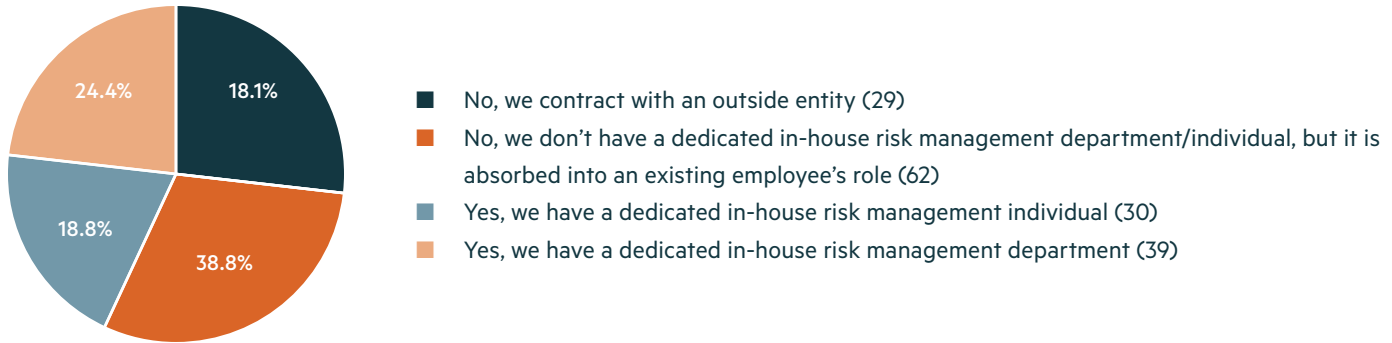 24.4%
18.1%
18.8%
38.8%
No, we contract with an outside entity (29)
No, we don’t have a dedicated in-house risk management department/individual, but it is
absorbed into an existing employee’s role (62)
Yes, we have a dedicated in-house risk management individual (30)
Yes, we have a dedicated in-house risk management department (39)